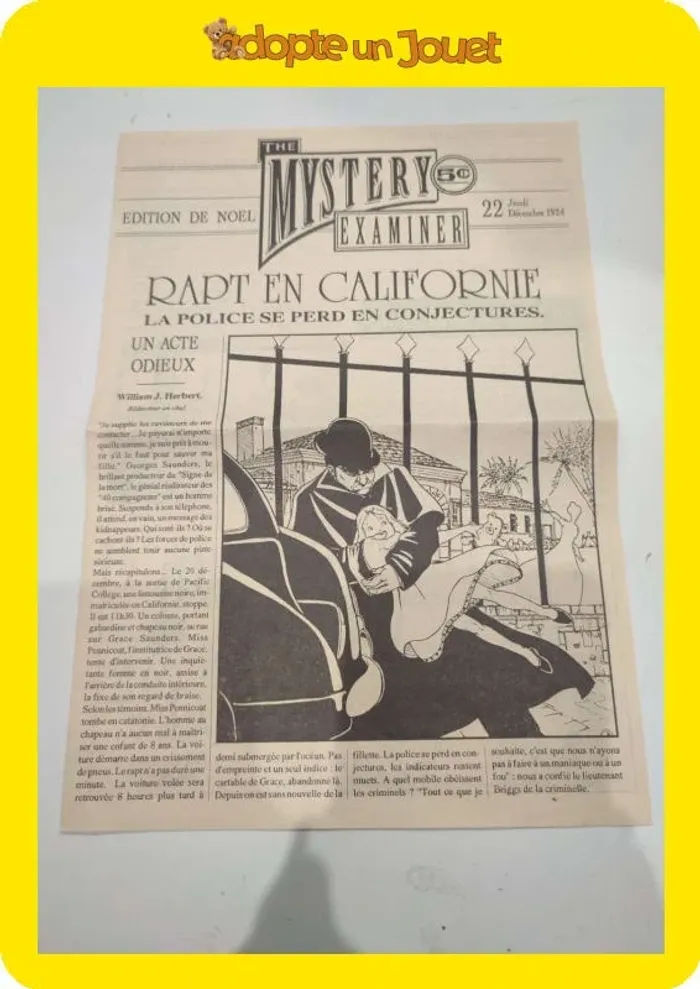 adopte un Jouet
THE
MYSTERY
5¢
EXAMINER
EDITION DE NOEL
22 Jeudi
Décembre 1934
RAPT EN CALIFORNIE
LA POLICE SE PERD EN CONJECTURES.
UN ACTE
ODIEUX
William J. Herbert.
Rédacteur en chef
"Je supplie les ravisseurs de me
contacter... Je payerai n'importe
quelle somme, je suis prêt à mou-
rir s'il le faut pour sauver ma
fille." Georges Saunders, le
brillant producteur du "Signe de
la mort", le génial réalisateur des
"40 compagnons" est un homme
brisé. Suspendu à son téléphone,
il attend, en vain, un message des
kidnappeurs. Qui sont ils ? Où se
cachent ils ? Les forces de police
ne semblent tenir aucune piste
sérieuse.
Mais récapitulons... Le 20 dé-
cembre, à la sortie de Pacific
College, une limousine noire, im-
matriculée en Californie, stoppe.
Il est 11h30. Un colosse, portant
gabardine et chapeau noir, se rue
sur Grace Saunders. Miss
Ponnicoat, l'institutrice de Grace,
tente d'intervenir. Une inquié-
tante femme en noir, assise à
l'arrière de la conduite intérieure,
la fixe de son regard de braise.
Selon les témoins, Miss Ponnicoat
tombe en catatonie. L'homme au
chapeau n'a aucun mal à maîtri-
ser une enfant de 8 ans. La voi-
ture démarre dans un crissement
de pneus. Le rapt n'a pas duré une
minute. La voiture volée sera
retrouvée 8 heures plus tard à
demi submergée par l'océan. Pas
d'empreinte et un seul indice : le
cartable de Grace, abandonné là.
Depuis on est sans nouvelle de la
fillette. La police se perd en con-
jectures, les indicateurs restent
muets. A quel mobile obéissent
les criminels ? "Tout ce que je
souhaite, c'est que nous n'ayons
pas à faire à un maniaque ou à un
fou" : nous a confié le lieutenant
Briggs de la criminelle.